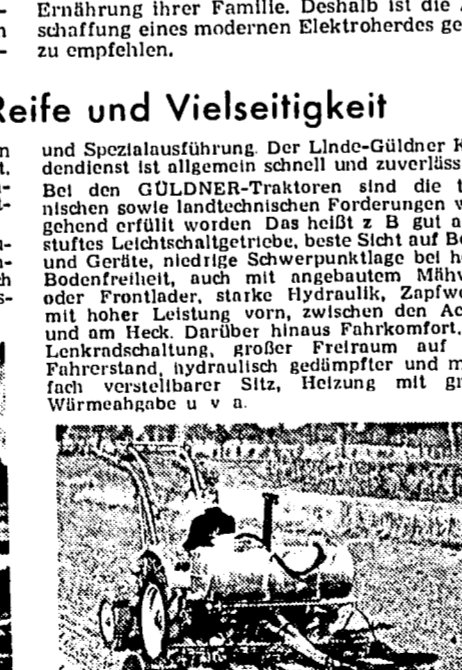 Ernährung ihrer Familie. Deshalb ist die
schaffung eines modernen Elektroherdes ge
zu empfehlen.
Reife und Vielseitigkeit
und Spezialausführung. Der Linde-Güldner K
dendienst ist allgemein schnell und zuverläss
Bei den GÜLDNER-Traktoren sind die t
nischen sowie landtechnischen Forderungen v
gehend erfüllt worden Das heißt z B gut a
stuftes Leichtschaltgetriebe, beste Sicht auf Bo
und Geräte, niedrige Schwerpunktlage bei h
Bodenfreiheit, auch mit angebautem Mähw
oder Frontlader, starke Hydraulik, Zapfwe
mit hoher Leistung vorn, zwischen den Ac
und am Heck. Darüber hinaus Fahrkomfort.
Lenkradschaltung, großer Freiraum auf
Fahrerstand, hydraulisch gedämpfter und m
fach verstellbarer Sitz, Heizung mit gr
Wärmeabgabe u v a.